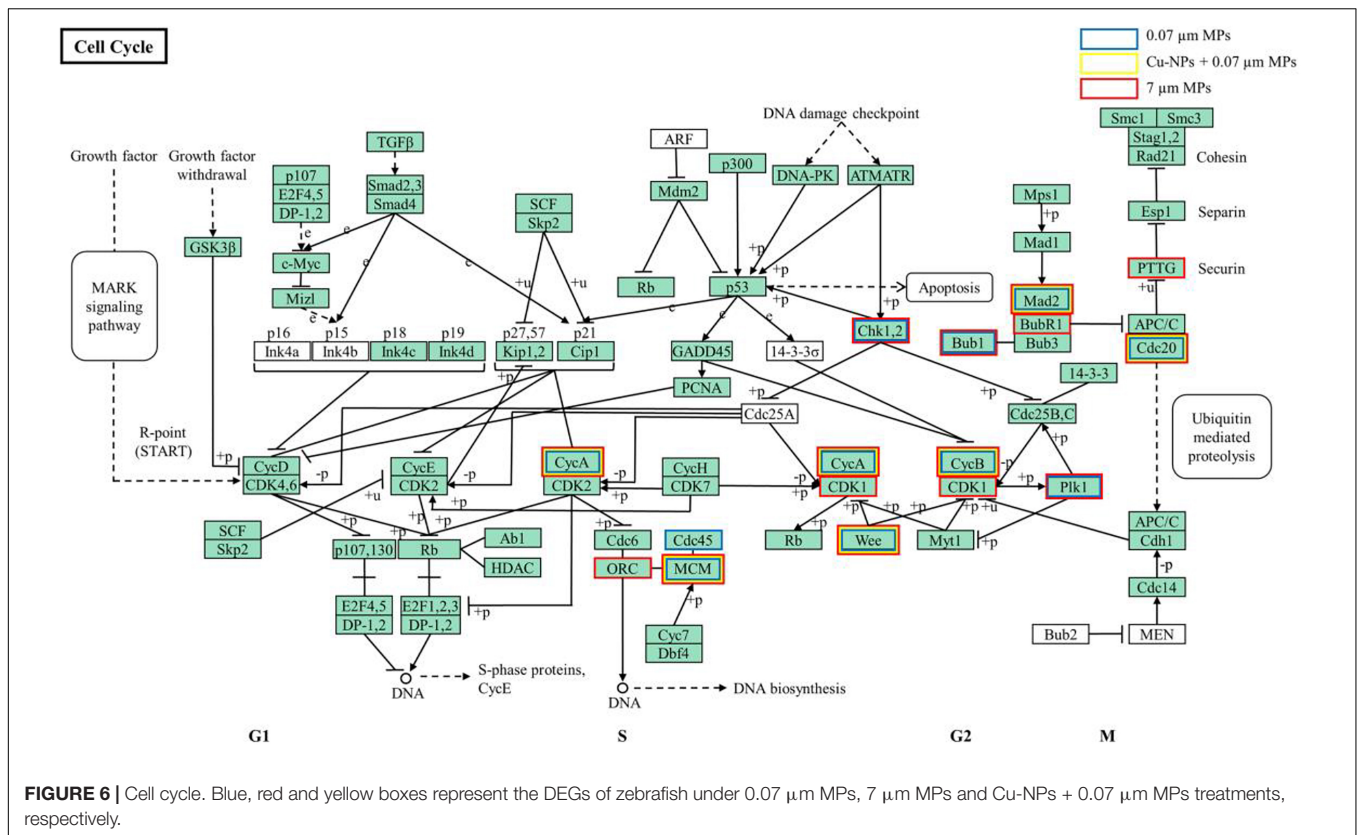 Cell Cycle
0.07 μm MPs
Cu-NPs + 0.07 μm MPs
7 μm MPs
Growth factor
Growth factor
withdrawal
GSK3β
MARK
signaling
pathway
R-point
(START)
p107
E2F4,5
DP-1,2
e
c-Myc
Mizl
e
TGFβ
Smad2,3
Smad4
e
e
e
SCF
Skp2
+u
+u
ARF
Mdm2
Rb
p300
p53
DNA damage checkpoint
DNA-PK
ATMATR
+p
+p
+p
+p
Apoptosis
e
e
e
p16
Ink4a
p15
Ink4b
p18
Ink4c
p19
Ink4d
p27,57
Kip1,2
p21
Cip1
GADD45
PCNA
14-3-3σ
Chk1,2
Mps1
+p
Mad1
Mad2
BubR1
Bub3
Bub1
Smc1
Smc3
Stag1,2
Rad21
Cohesin
Esp1
Separin
PTTG
Securin
+u
APC/C
Cdc20
14-3-3
+p
Cdc25B,C
+p
Cdc25A
+p
Ubiquitin
mediated
proteolysis
+p
CycD
CDK4,6
-p
+p
CycE
CDK2
-p
+p
+u
CycA
CDK2
-p
+p
CycH
CDK7
-p
+p
CycA
CDK1
CycB
CDK1
-p
+p
Plk1
+p
+p
+p
+u
SCF
Skp2
+p
+p
+p
+p
p107,130
Rb
Ab1
HDAC
+p
Cdc6
ORC
Cdc45
MCM
+p
Cyc7
Dbf4
+p
Rb
Wee
Myt1
+p
APC/C
Cdh1
-p
Cdc14
Bub2
MEN
E2F4,5
DP-1,2
E2F1,2,3
DP-1,2
+p
DNA
S-phase proteins,
CycE
DNA
DNA biosynthesis
G1
S
G2
M
FIGURE 6 | Cell cycle. Blue, red and yellow boxes represent the DEGs of zebrafish under 0.07 μm MPs, 7 μm MPs and Cu-NPs + 0.07 μm MPs treatments,
respectively.